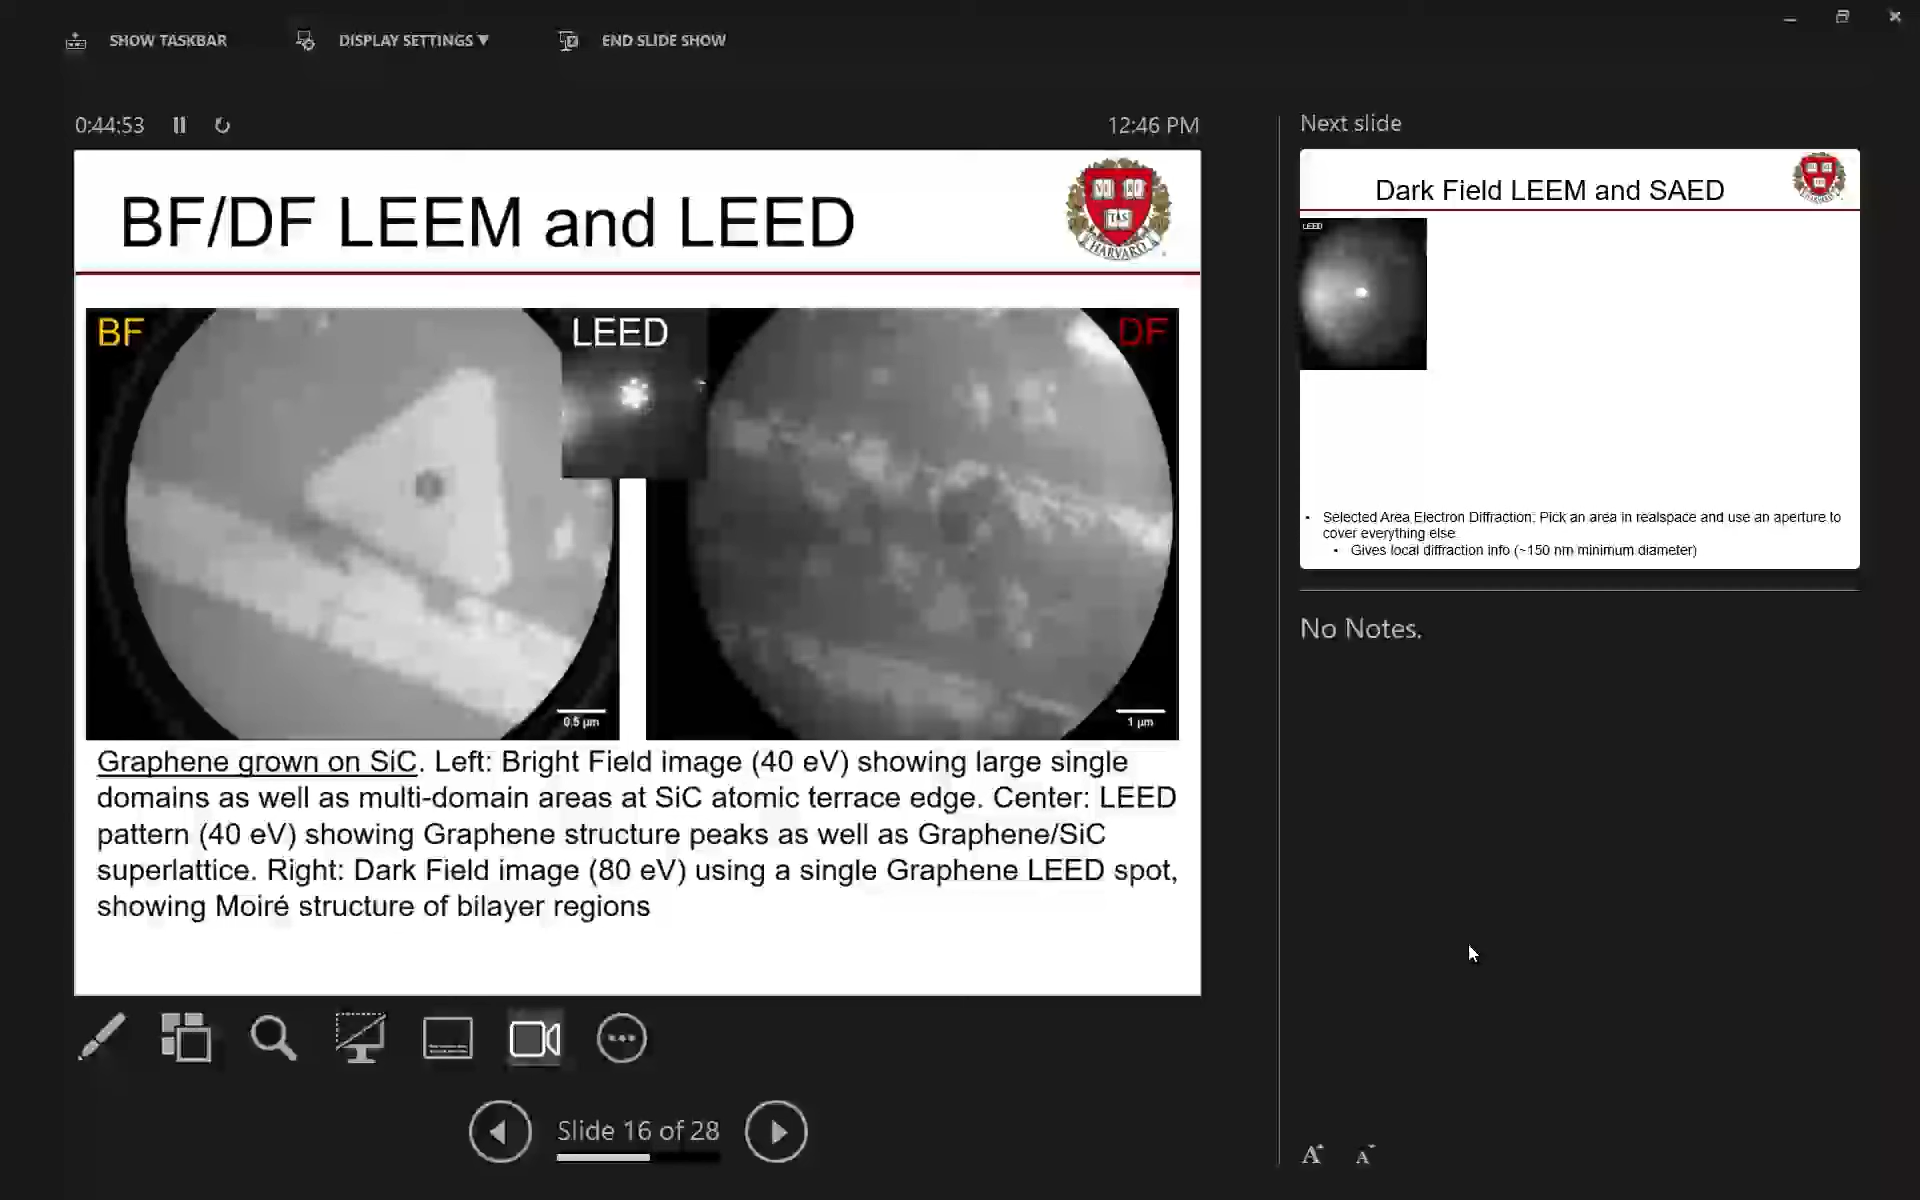 SHOW TASKBAR
DISPLAY SETTINGS ▼
END SLIDE SHOW
0:44:53
12:46 PM
BF/DF LEEM and LEED
VE RI TAS
HARVARD
BF
LEED
DF
0.5 µm
1 µm
Graphene grown on SiC. Left: Bright Field image (40 eV) showing large single
domains as well as multi-domain areas at SiC atomic terrace edge. Center: LEED
pattern (40 eV) showing Graphene structure peaks as well as Graphene/SiC
superlattice. Right: Dark Field image (80 eV) using a single Graphene LEED spot,
showing Moiré structure of bilayer regions
Slide 16 of 28
Next slide
Dark Field LEEM and SAED
LEED
• Selected Area Electron Diffraction: Pick an area in realspace and use an aperture to
cover everything else
• Gives local diffraction info (~150 nm minimum diameter)
No Notes.
A A